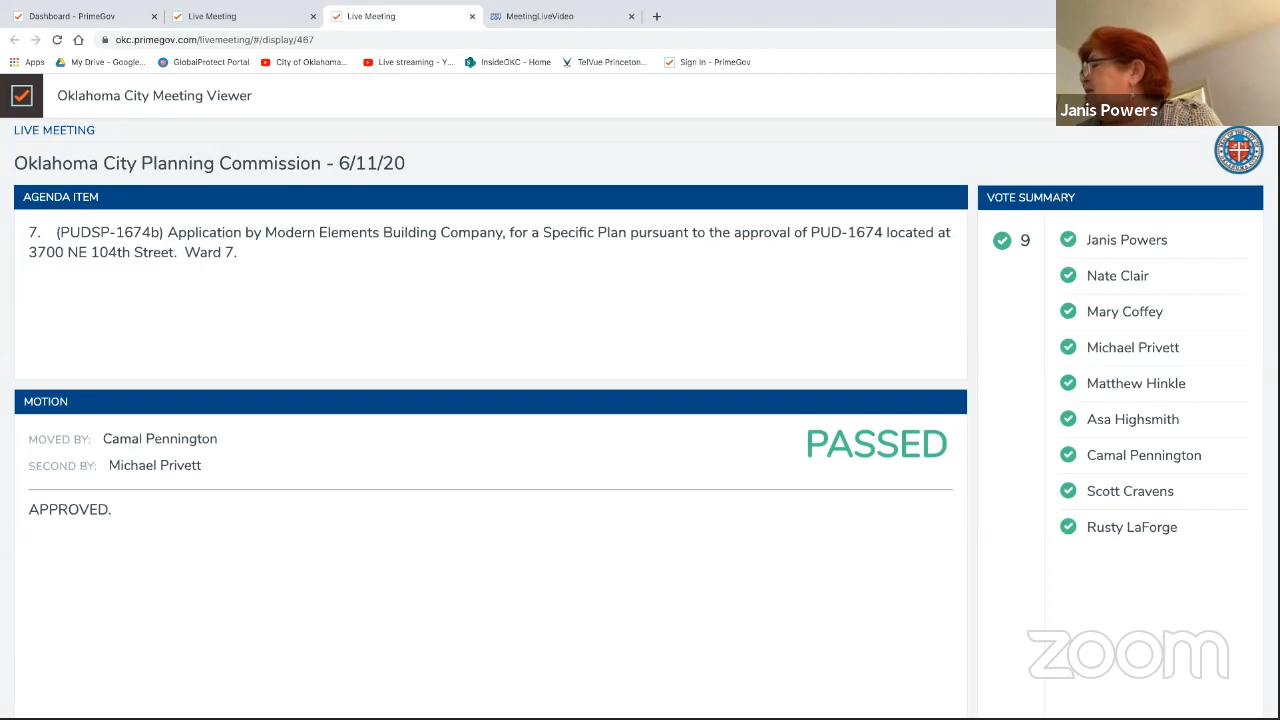 Dashboard - PrimeGov
Live Meeting
Live Meeting
MeetingLiveVideo
okc.primegov.com/livemeeting/#/display/467
Apps
My Drive - Google...
GlobalProtect Portal
City of Oklahoma...
Live streaming - Y...
InsideOKC - Home
TelVue Princeton...
Sign In - PrimeGov
Janis Powers
Oklahoma City Meeting Viewer
LIVE MEETING
Oklahoma City Planning Commission - 6/11/20
AGENDA ITEM
7. (PUDSP-1674b) Application by Modern Elements Building Company, for a Specific Plan pursuant to the approval of PUD-1674 located at
3700 NE 104th Street. Ward 7.
MOTION
MOVED BY: Camal Pennington
SECOND BY: Michael Privett
PASSED
APPROVED.
VOTE SUMMARY
9
Janis Powers
Nate Clair
Mary Coffey
Michael Privett
Matthew Hinkle
Asa Highsmith
Camal Pennington
Scott Cravens
Rusty LaForge
zoom